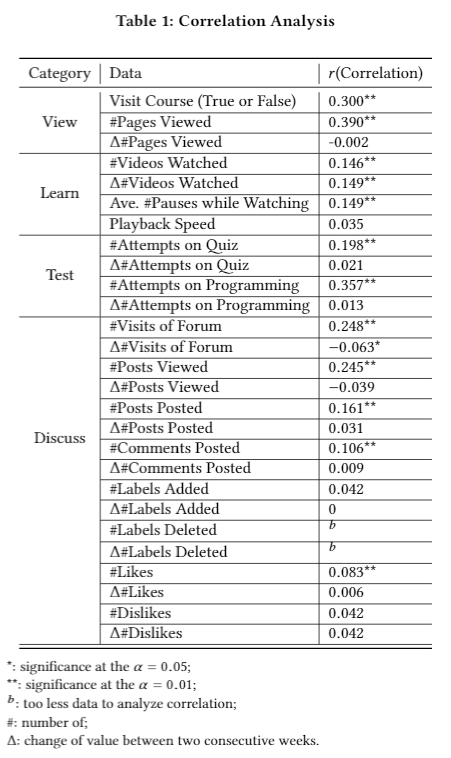 Table 1: Correlation Analysis
Category Data r(Correlation)
View Visit Course (True or False) 0.300**
#Pages Viewed 0.390**
Δ#Pages Viewed -0.002
Learn #Videos Watched 0.146**
Δ#Videos Watched 0.149**
Ave. #Pauses while Watching 0.149**
Playback Speed 0.035
Test #Attempts on Quiz 0.198**
Δ#Attempts on Quiz 0.021
#Attempts on Programming 0.357**
Δ#Attempts on Programming 0.013
Discuss #Visits of Forum 0.248**
Δ#Visits of Forum −0.063*
#Posts Viewed 0.245**
Δ#Posts Viewed −0.039
#Posts Posted 0.161**
Δ#Posts Posted 0.031
#Comments Posted 0.106**
Δ#Comments Posted 0.009
#Labels Added 0.042
Δ#Labels Added 0
#Labels Deleted b
Δ#Labels Deleted b
#Likes 0.083**
Δ#Likes 0.006
#Dislikes 0.042
Δ#Dislikes 0.042
*: significance at the α = 0.05;
**: significance at the α = 0.01;
b: too less data to analyze correlation;
#: number of;
Δ: change of value between two consecutive weeks.